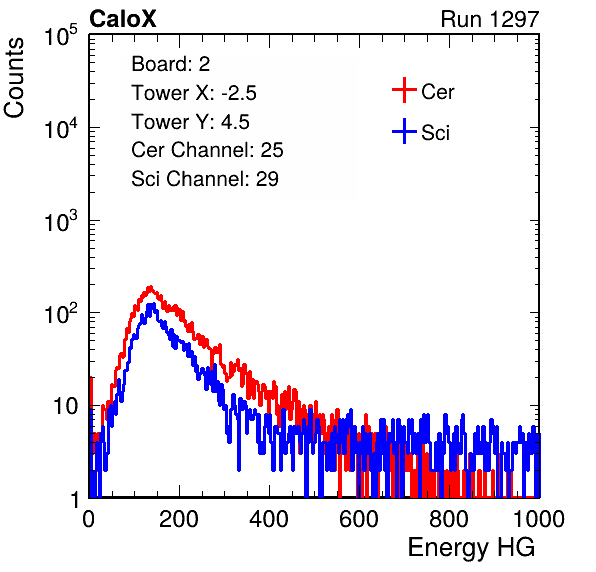 CaloX Run 1297
Counts
Board: 2
Tower X: -2.5
Tower Y: 4.5
Cer Channel: 25
Sci Channel: 29
Cer
Sci
10^5
10^4
10^3
10^2
10
1
0 200 400 600 800 1000
Energy HG